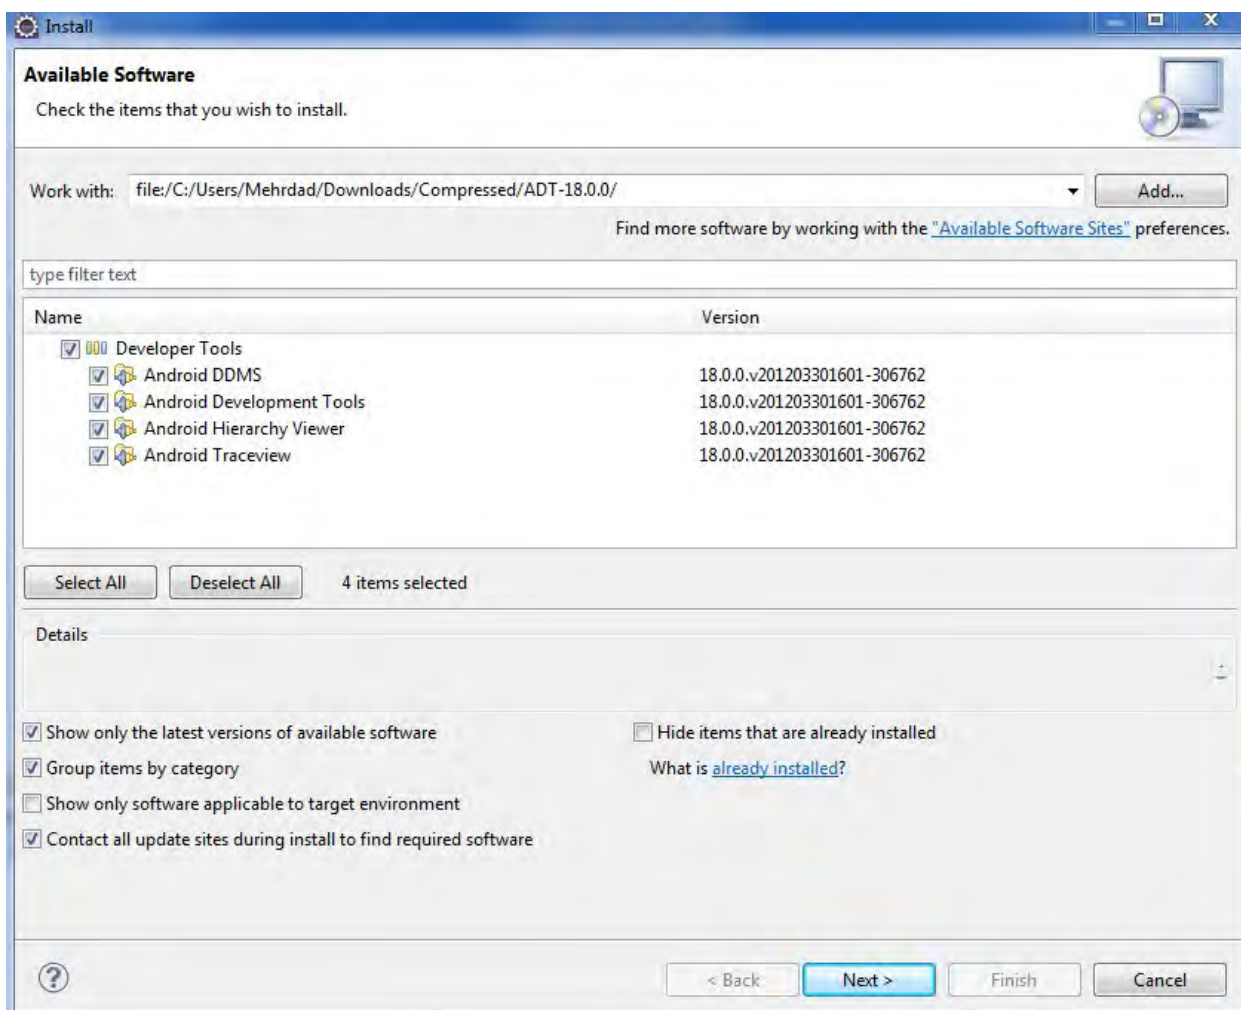 Install
Available Software
Check the items that you wish to install.
Work with: file:/C:/Users/Mehrdad/Downloads/Compressed/ADT-18.0.0/ Add...
Find more software by working with the "Available Software Sites" preferences.
type filter text
Name Version
Developer Tools
Android DDMS 18.0.0.v201203301601-306762
Android Development Tools 18.0.0.v201203301601-306762
Android Hierarchy Viewer 18.0.0.v201203301601-306762
Android Traceview 18.0.0.v201203301601-306762
Select All Deselect All 4 items selected
Details
Show only the latest versions of available software Hide items that are already installed
Group items by category What is already installed?
Show only software applicable to target environment
Contact all update sites during install to find required software
? < Back Next > Finish Cancel